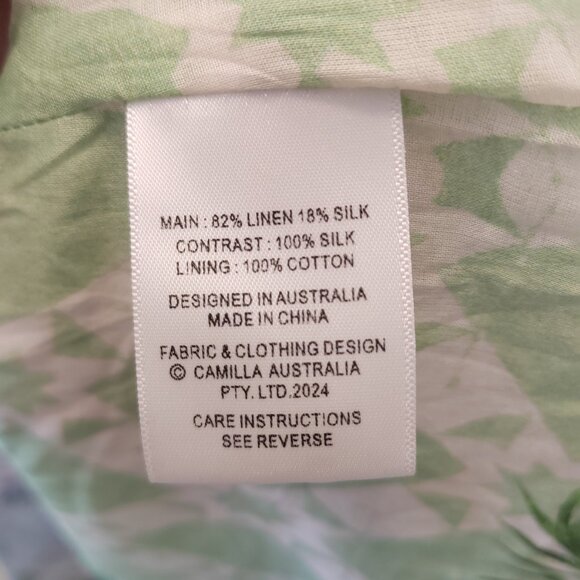 MAIN : 82% LINEN 18% SILK
CONTRAST : 100% SILK
LINING : 100% COTTON
DESIGNED IN AUSTRALIA
MADE IN CHINA
FABRIC & CLOTHING DESIGN
© CAMILLA AUSTRALIA
PTY. LTD.2024
CARE INSTRUCTIONS
SEE REVERSE